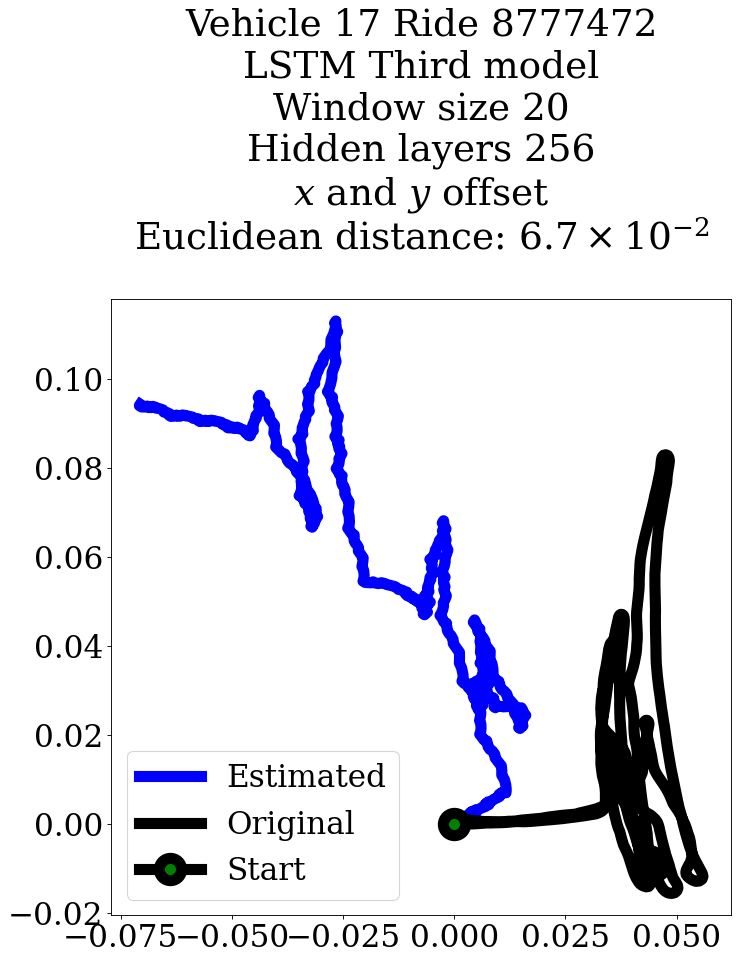 Vehicle 17 Ride 8777472
LSTM Third model
Window size 20
Hidden layers 256
x and y offset
Euclidean distance: 6.7 × 10⁻²
0.10
0.08
0.06
0.04
0.02
0.00
−0.02
Estimated
Original
Start
−0.075 −0.050 −0.025 0.000 0.025 0.050